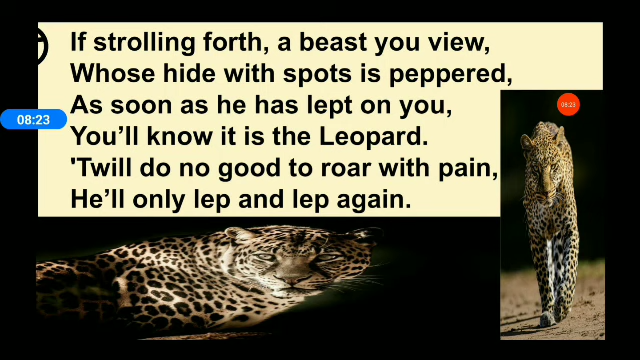 If strolling forth, a beast you view,
Whose hide with spots is peppered,
As soon as he has lept on you,
You’ll know it is the Leopard.
'Twill do no good to roar with pain,
He’ll only lep and lep again.
08:23
08:23